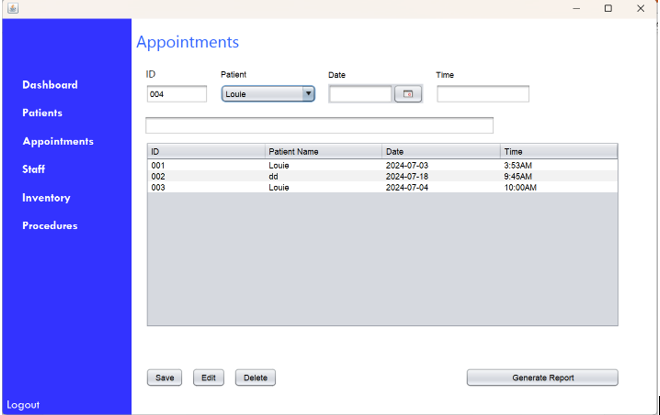 Appointments
ID Patient Date Time
004 Louie
Dashboard
Patients
Appointments
Staff
Inventory
Procedures
Logout
ID Patient Name Date Time
001 Louie 2024-07-03 3:53AM
002 dd 2024-07-18 9:45AM
003 Louie 2024-07-04 10:00AM
Save Edit Delete Generate Report